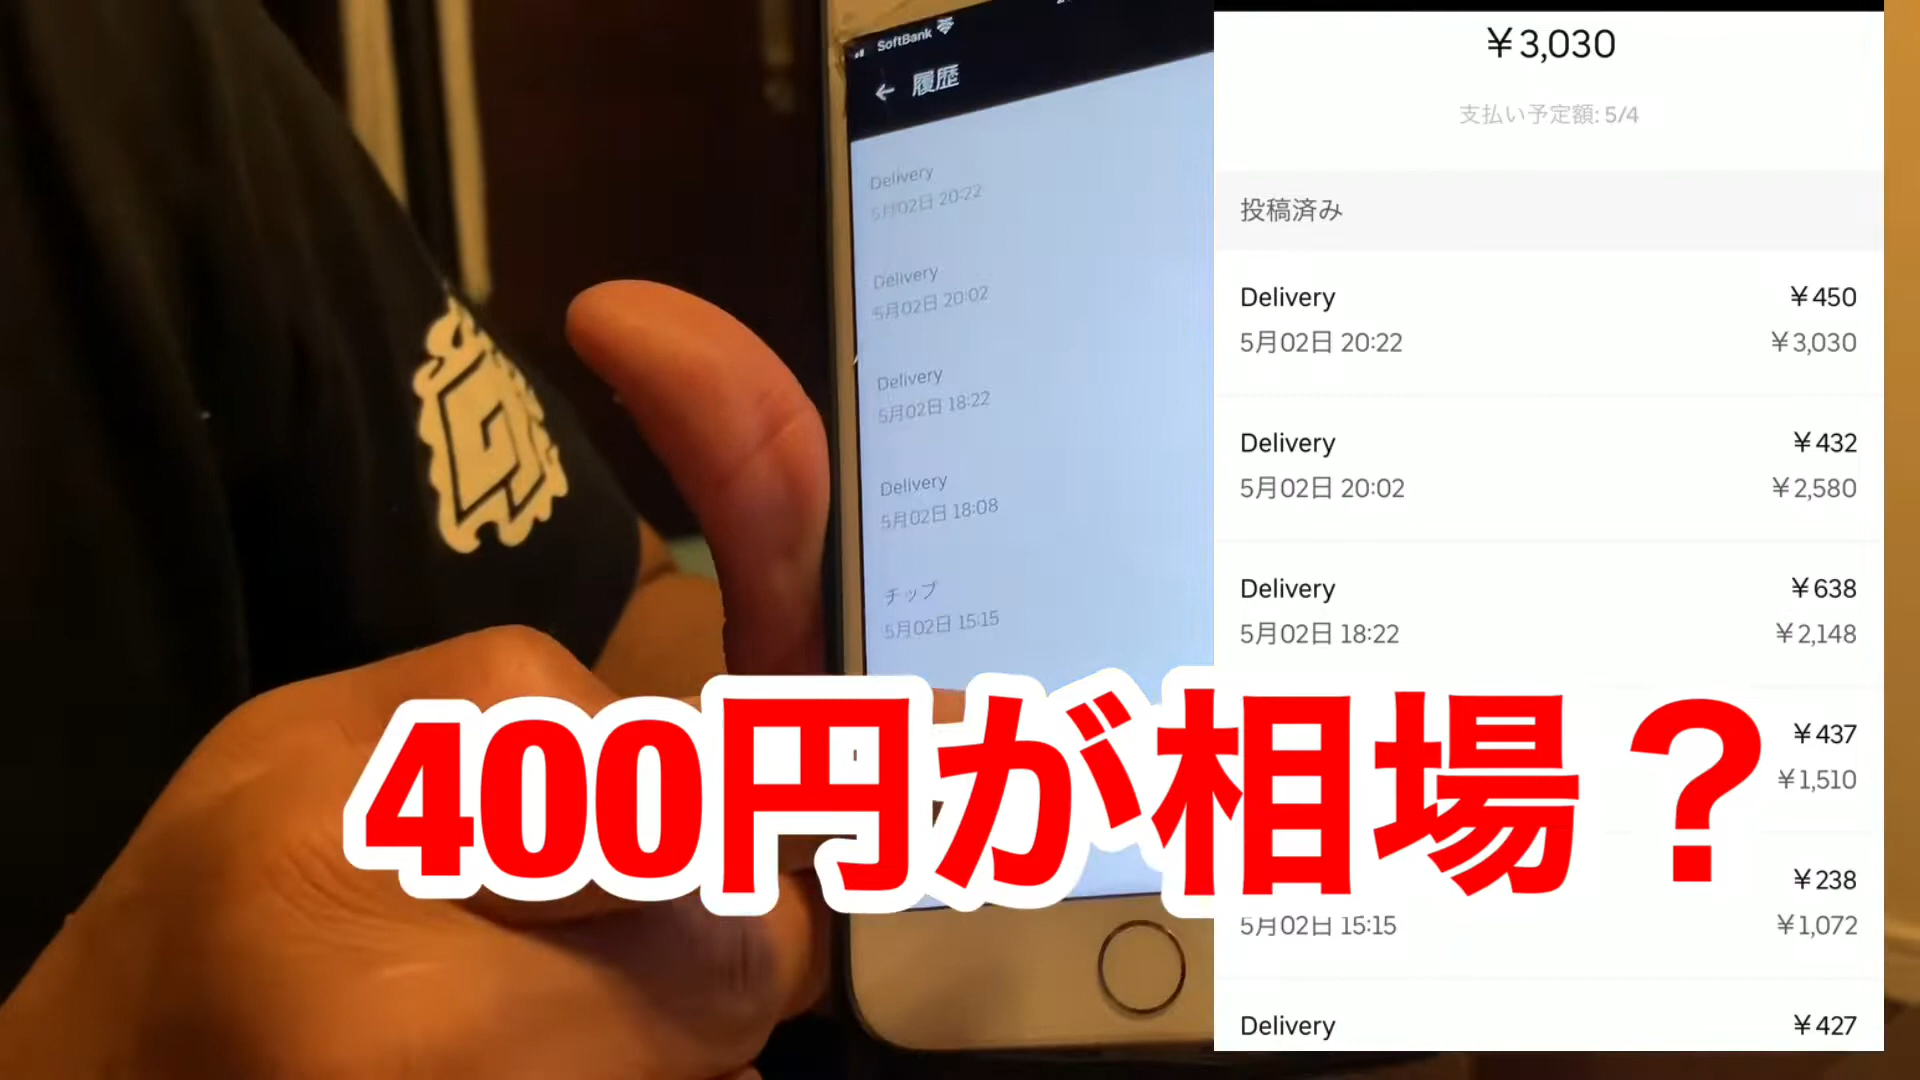 SoftBank
履歴
Delivery
5月02日 20:22
Delivery
5月02日 20:02
Delivery
5月02日 18:22
Delivery
5月02日 18:08
チップ
5月02日 15:15
¥3,030
支払い予定額: 5/4
投稿済み
Delivery ¥450
5月02日 20:22 ¥3,030
Delivery ¥432
5月02日 20:02 ¥2,580
Delivery ¥638
5月02日 18:22 ¥2,148
¥437
¥1,510
¥238
5月02日 15:15 ¥1,072
Delivery ¥427
400円が相場？